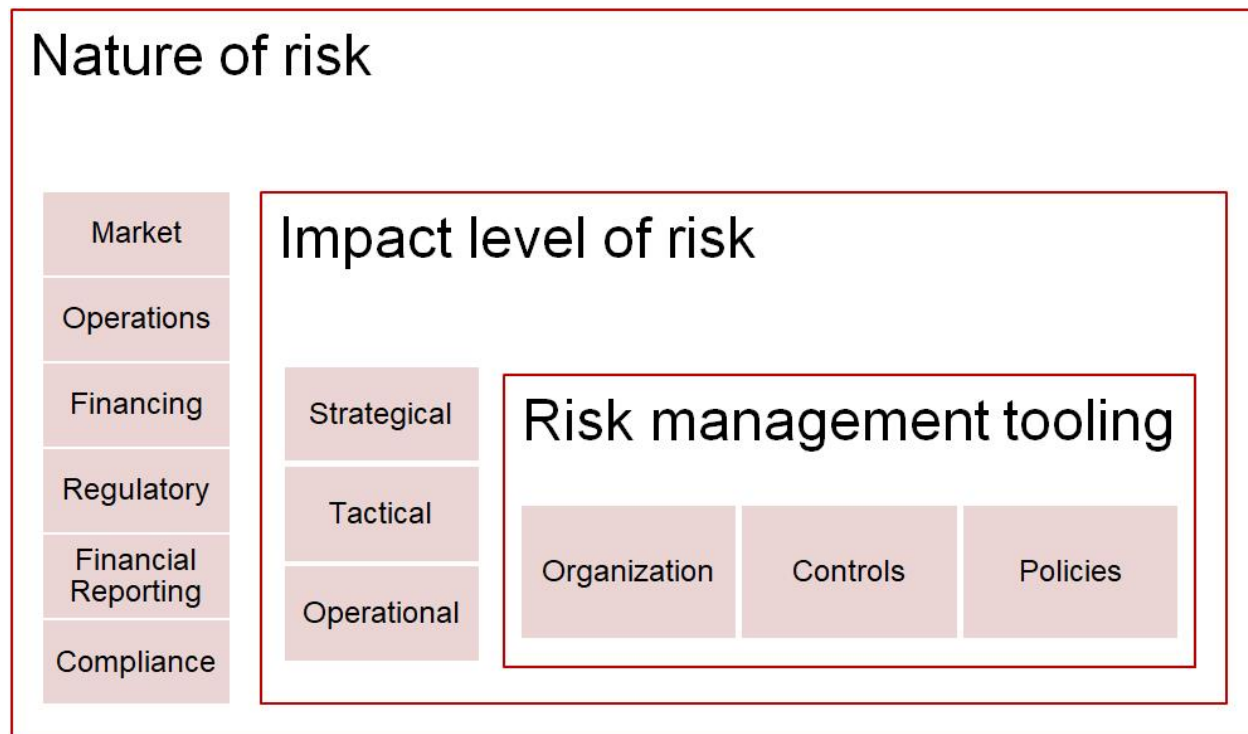 Nature of risk
Market
Operations
Financing
Regulatory
Financial
Reporting
Compliance
Impact level of risk
Strategical
Tactical
Operational
Risk management tooling
Organization
Controls
Policies